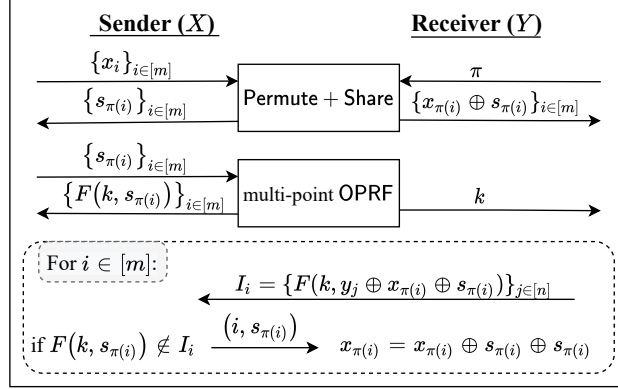 Sender (X) Receiver (Y)
{x_i}_{i∈[m]} π
Permute + Share
{s_{π(i)}}_{i∈[m]} {x_{π(i)} ⊕ s_{π(i)}}_{i∈[m]}
{s_{π(i)}}_{i∈[m]}
multi-point OPRF
{F(k, s_{π(i)})}_{i∈[m]} k
For i ∈ [m]:
I_i = {F(k, y_j ⊕ x_{π(i)} ⊕ s_{π(i)})}_{j∈[n]}
if F(k, s_{π(i)}) ∉ I_i (i, s_{π(i)}) x_{π(i)} = x_{π(i)} ⊕ s_{π(i)} ⊕ s_{π(i)}